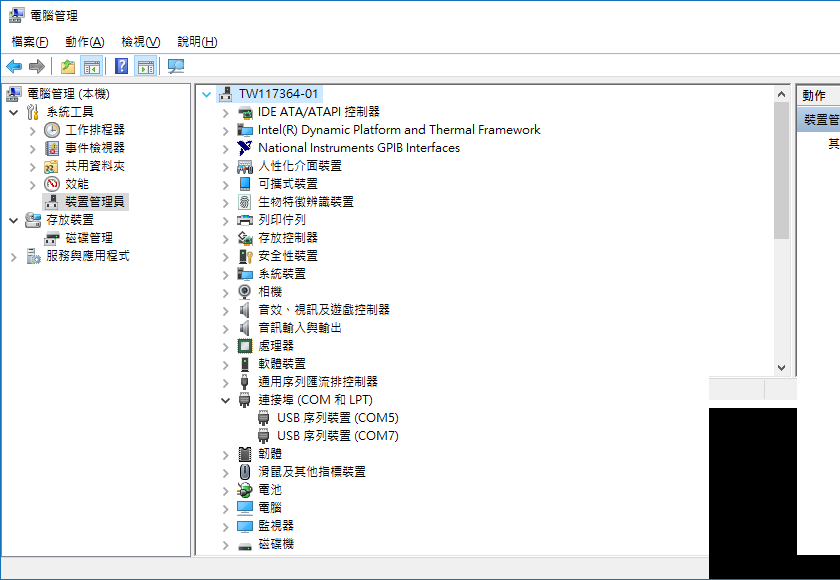 電腦管理
檔案(F) 動作(A) 檢視(V) 說明(H)
電腦管理 (本機)
系統工具
工作排程器
事件檢視器
共用資料夾
效能
裝置管理員
存放裝置
磁碟管理
服務與應用程式
TW117364-01
IDE ATA/ATAPI 控制器
Intel(R) Dynamic Platform and Thermal Framework
National Instruments GPIB Interfaces
人性化介面裝置
可攜式裝置
生物特徵辨識裝置
列印佇列
存放控制器
安全性裝置
系統裝置
相機
音效、視訊及遊戲控制器
音訊輸入與輸出
處理器
軟體裝置
通用序列匯流排控制器
連接埠 (COM 和 LPT)
USB 序列裝置 (COM5)
USB 序列裝置 (COM7)
韌體
滑鼠及其他指標裝置
電池
電腦
監視器
磁碟機
動作
裝置管
其